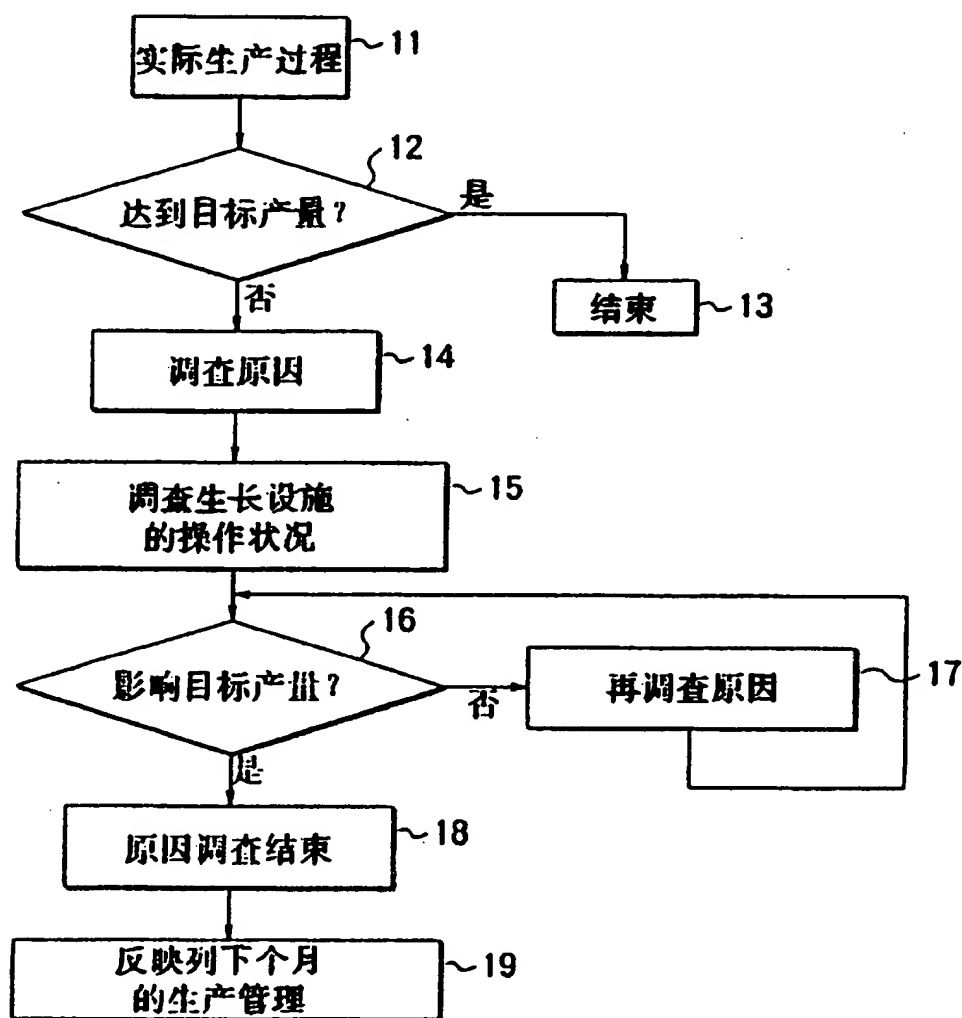 实际生产过程
11
12
达到目标产量?
是
否
结束
13
调查原因
14
调查生长设施
的操作状况
15
16
影响目标产量?
否
再调查原因
17
是
原因调查结束
18
反映列下个月
的生产管理
19